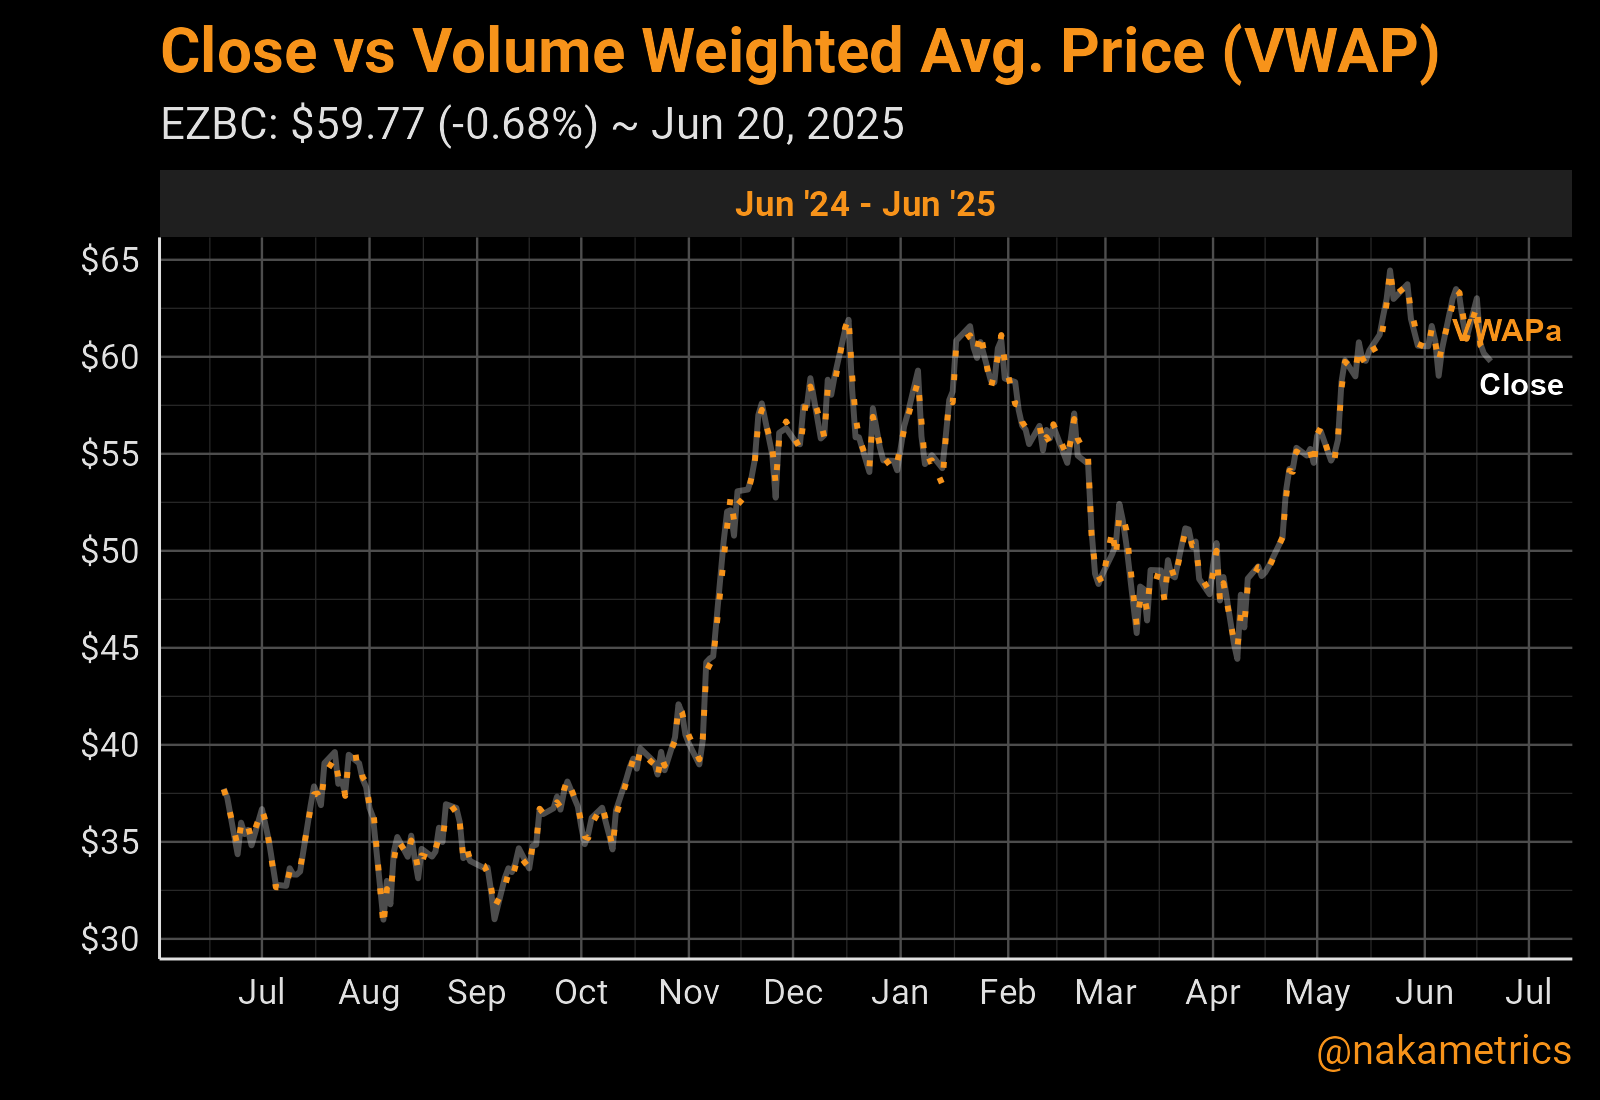 Close vs Volume Weighted Avg. Price (VWAP)
EZBC: $59.77 (-0.68%) ~ Jun 20, 2025
Jun '24 - Jun '25
$65
$60
$55
$50
$45
$40
$35
$30
VWAPa
Close
Jul Aug Sep Oct Nov Dec Jan Feb Mar Apr May Jun Jul
@nakametrics